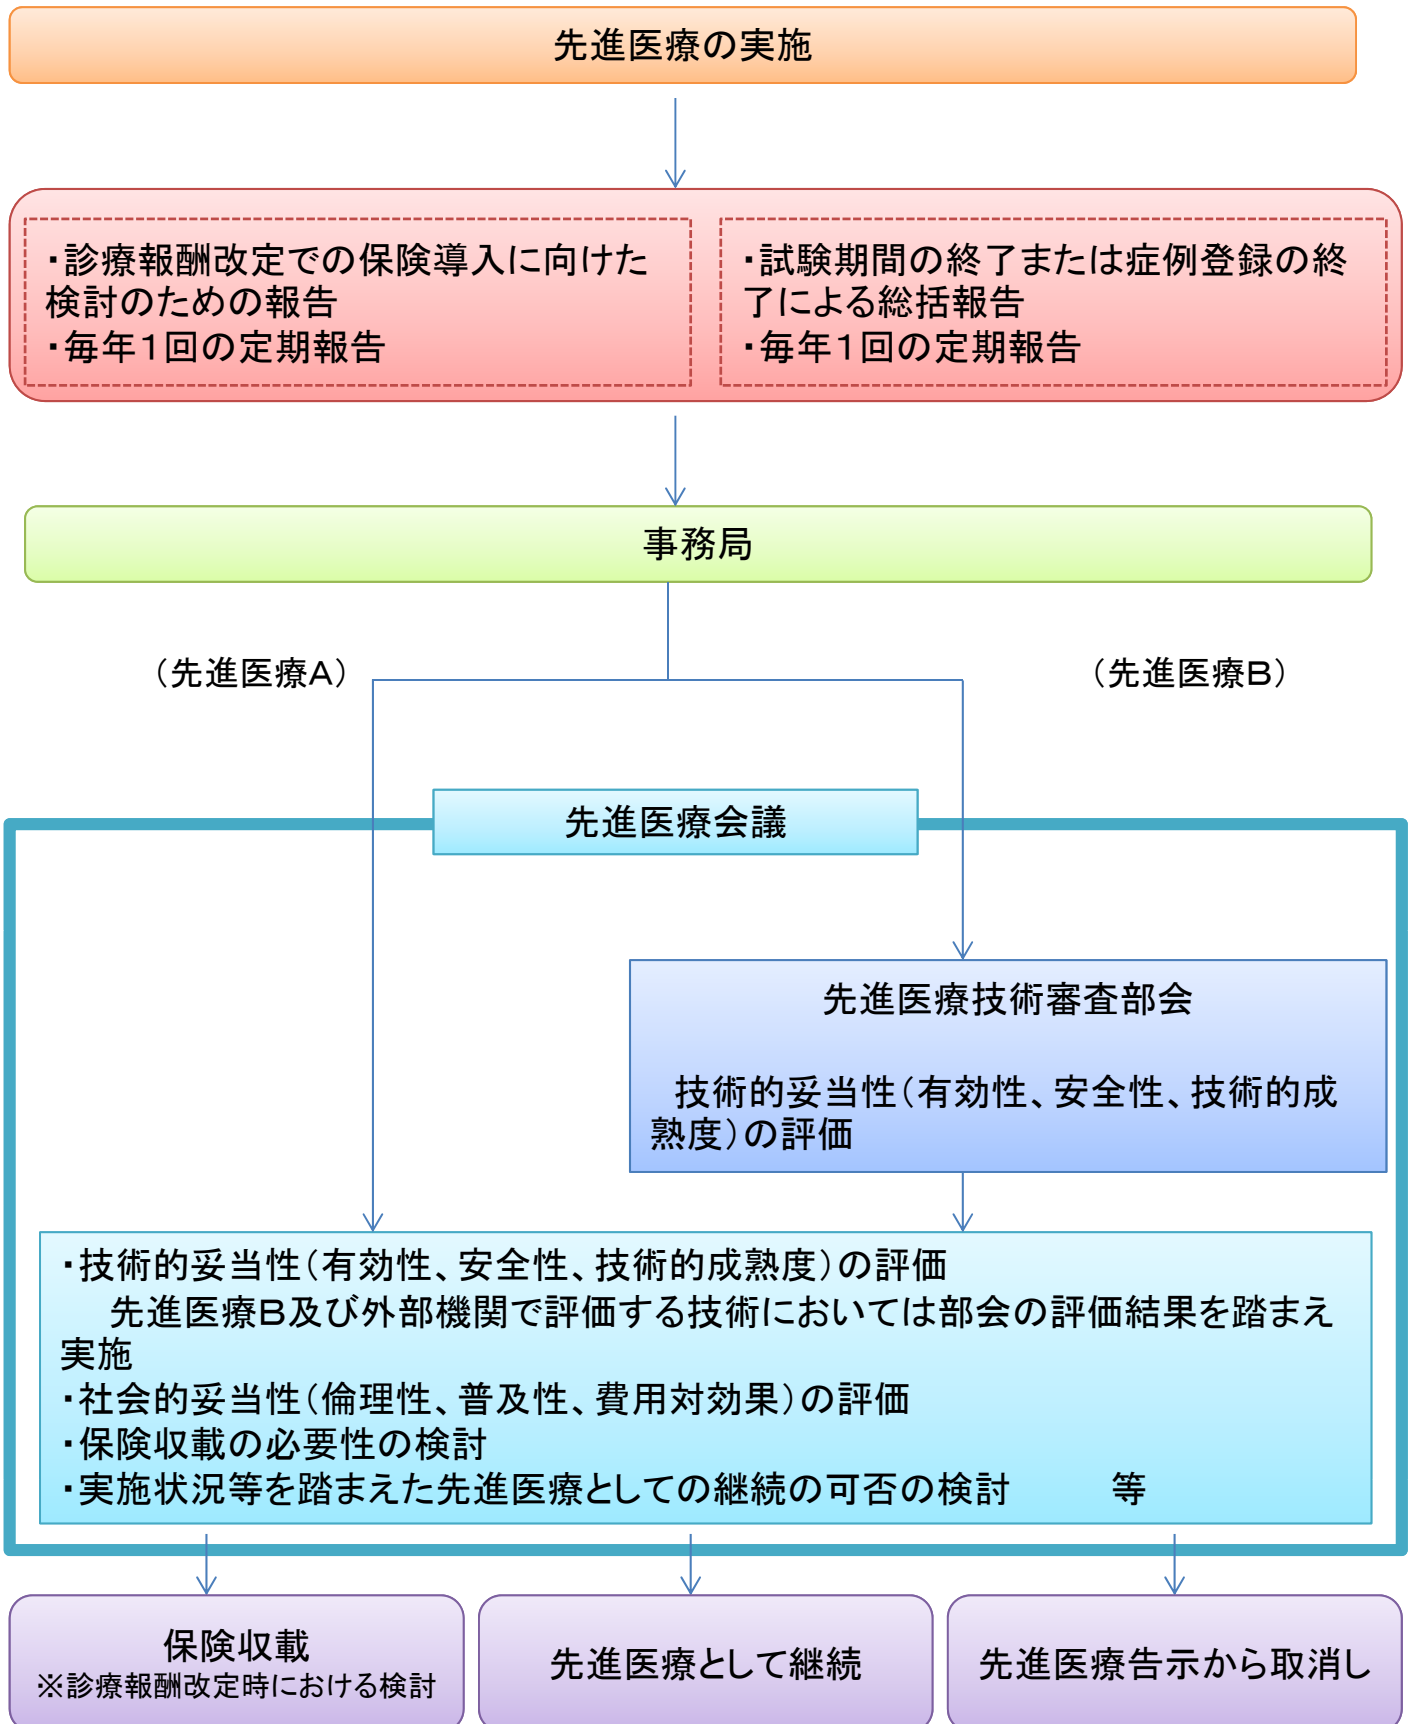 先進医療の実施
・診療報酬改定での保険導入に向けた
検討のための報告
・毎年１回の定期報告
・試験期間の終了または症例登録の終
了による総括報告
・毎年１回の定期報告
事務局
（先進医療Ａ）
（先進医療Ｂ）
先進医療会議
先進医療技術審査部会
技術的妥当性（有効性、安全性、技術的成
熟度）の評価
・技術的妥当性（有効性、安全性、技術的成熟度）の評価
先進医療Ｂ及び外部機関で評価する技術においては部会の評価結果を踏まえ
実施
・社会的妥当性（倫理性、普及性、費用対効果）の評価
・保険収載の必要性の検討
・実施状況等を踏まえた先進医療としての継続の可否の検討　　　等
保険収載
※診療報酬改定時における検討
先進医療として継続
先進医療告示から取消し